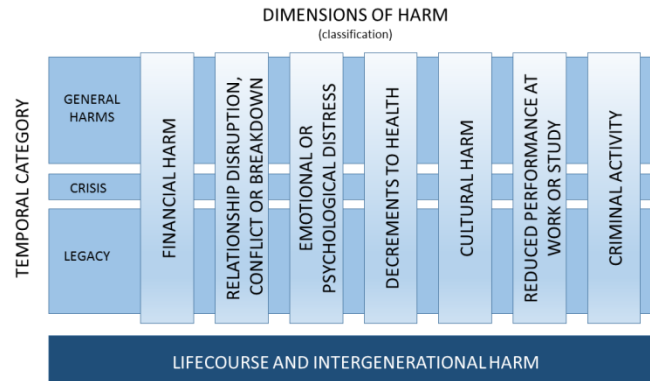 DIMENSIONS OF HARM
(classification)
TEMPORAL CATEGORY
GENERAL
HARMS
CRISIS
LEGACY
FINANCIAL HARM
RELATIONSHIP DISRUPTION,
CONFLICT OR BREAKDOWN
EMOTIONAL OR
PSYCHOLOGICAL DISTRESS
DECREMENTS TO HEALTH
CULTURAL HARM
REDUCED PERFORMANCE AT
WORK OR STUDY
CRIMINAL ACTIVITY
LIFECOURSE AND INTERGENERATIONAL HARM